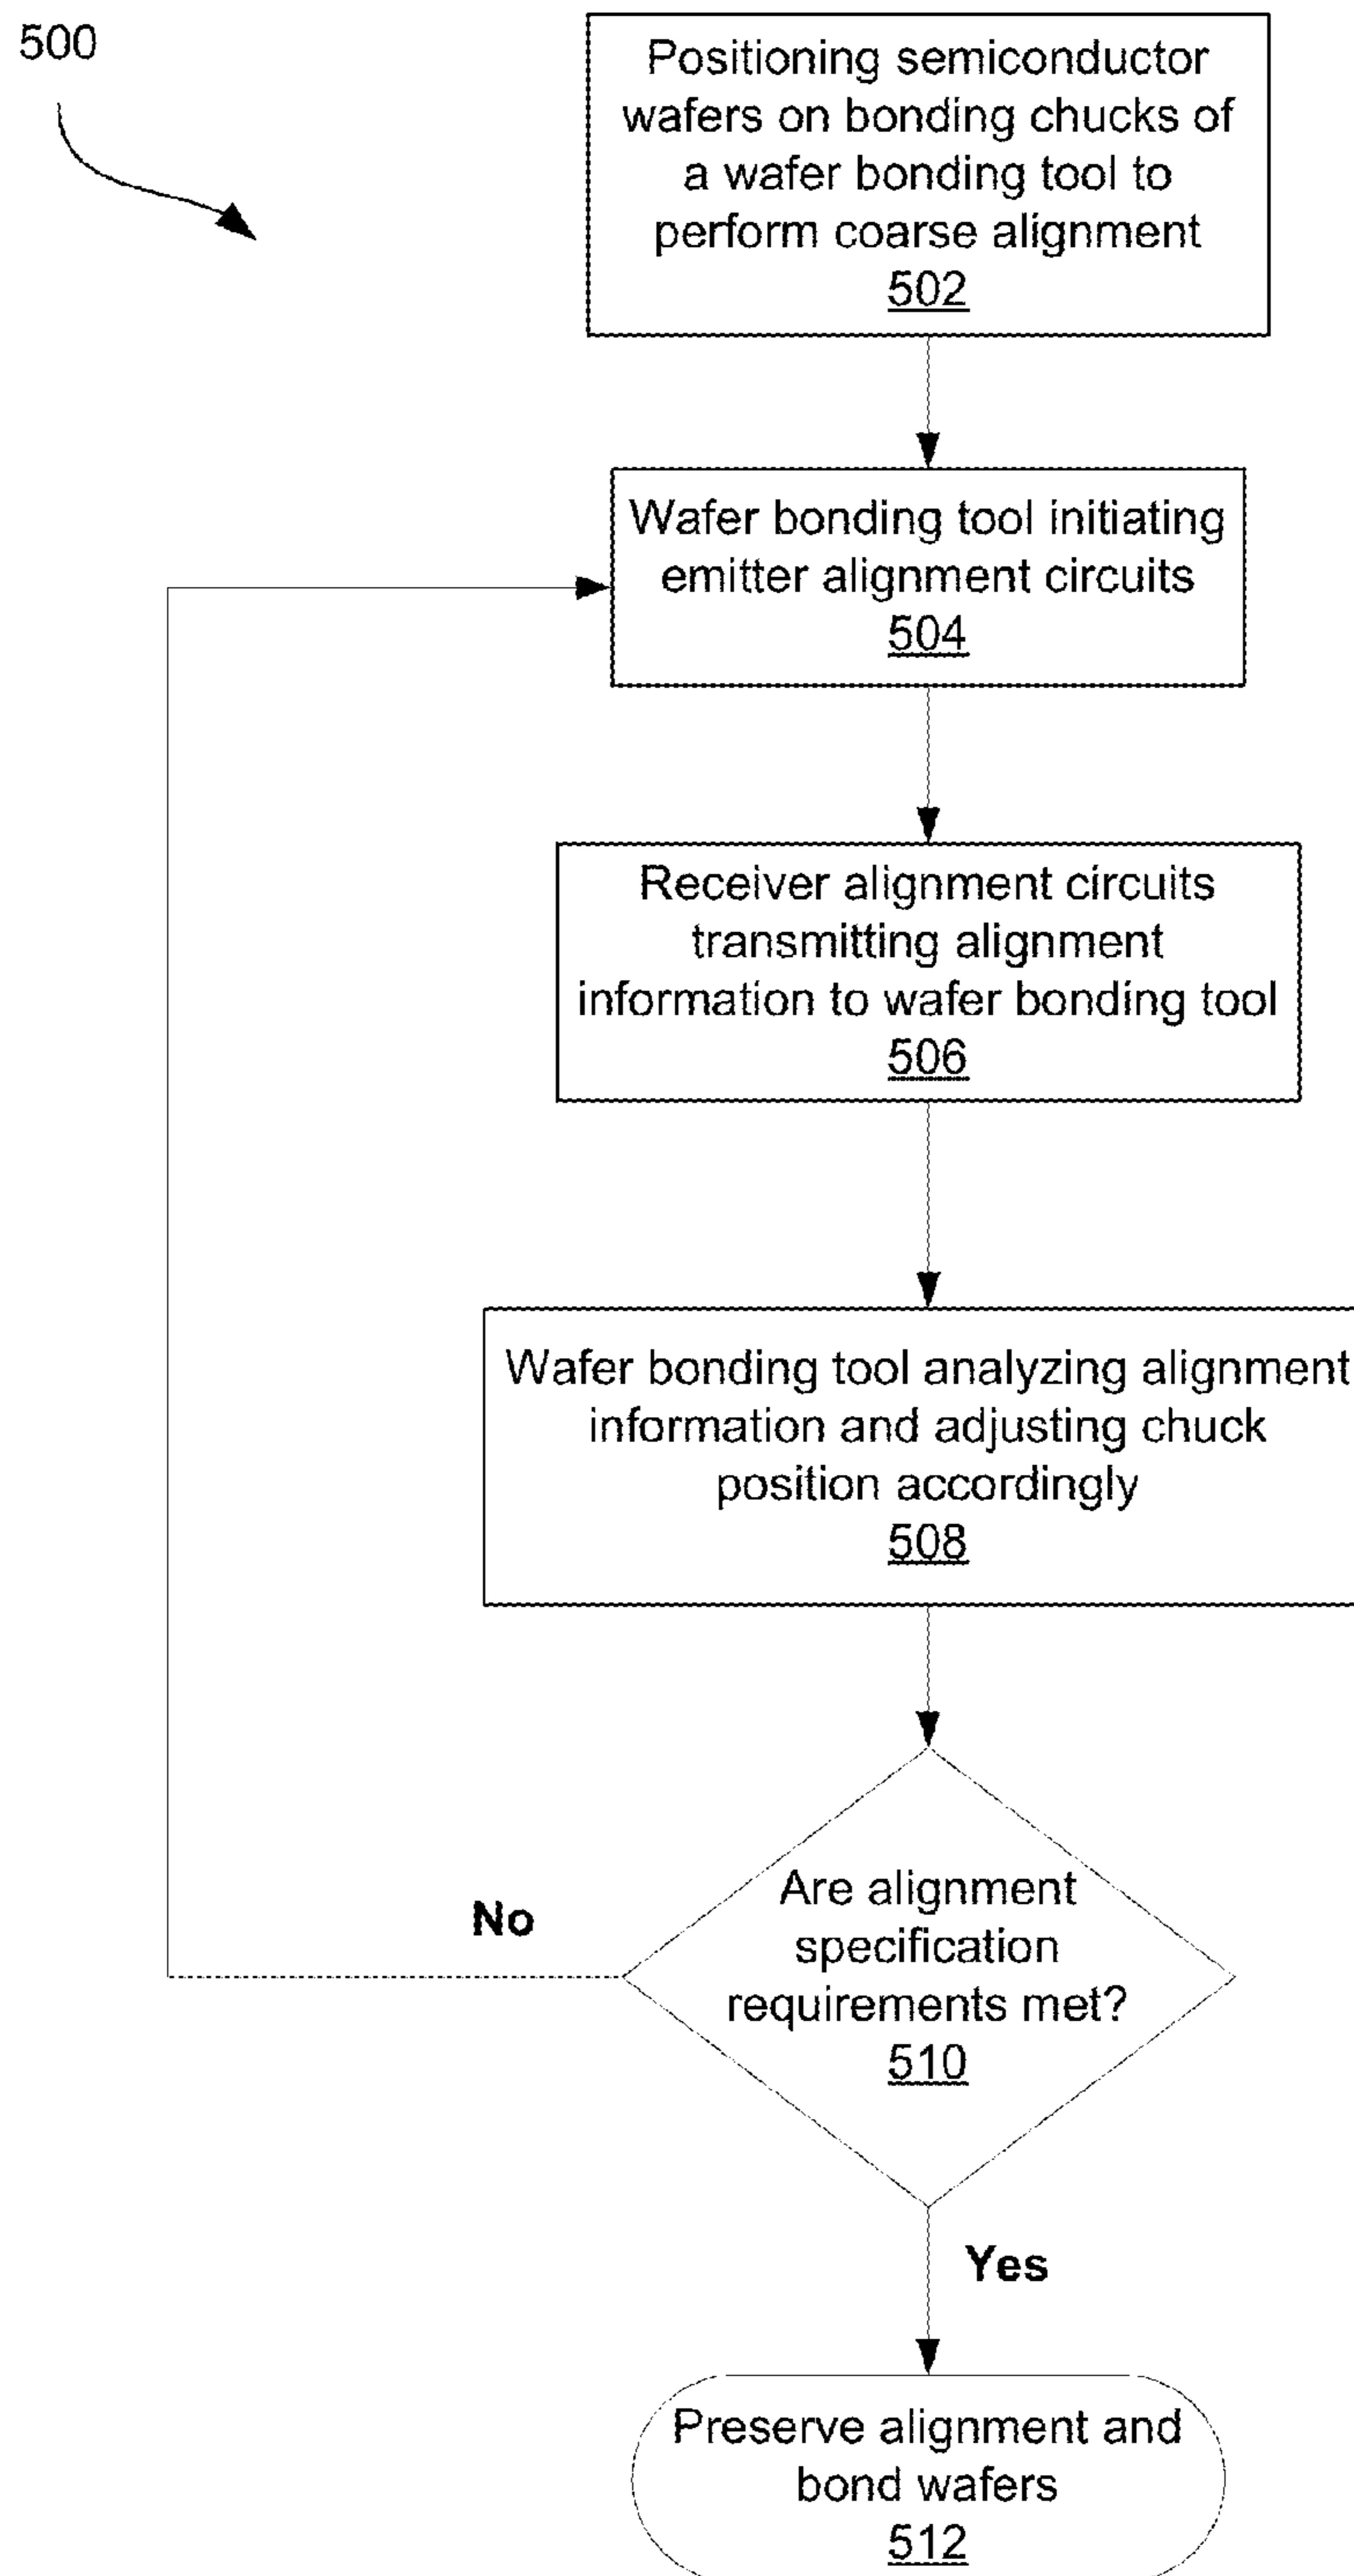 500
Positioning semiconductor
wafers on bonding chucks of
a wafer bonding tool to
perform coarse alignment
502
Wafer bonding tool initiating
emitter alignment circuits
504
Receiver alignment circuits
transmitting alignment
information to wafer bonding tool
506
Wafer bonding tool analyzing alignment
information and adjusting chuck
position accordingly
508
Are alignment
specification
requirements met?
510
No
Yes
Preserve alignment and
bond wafers
512